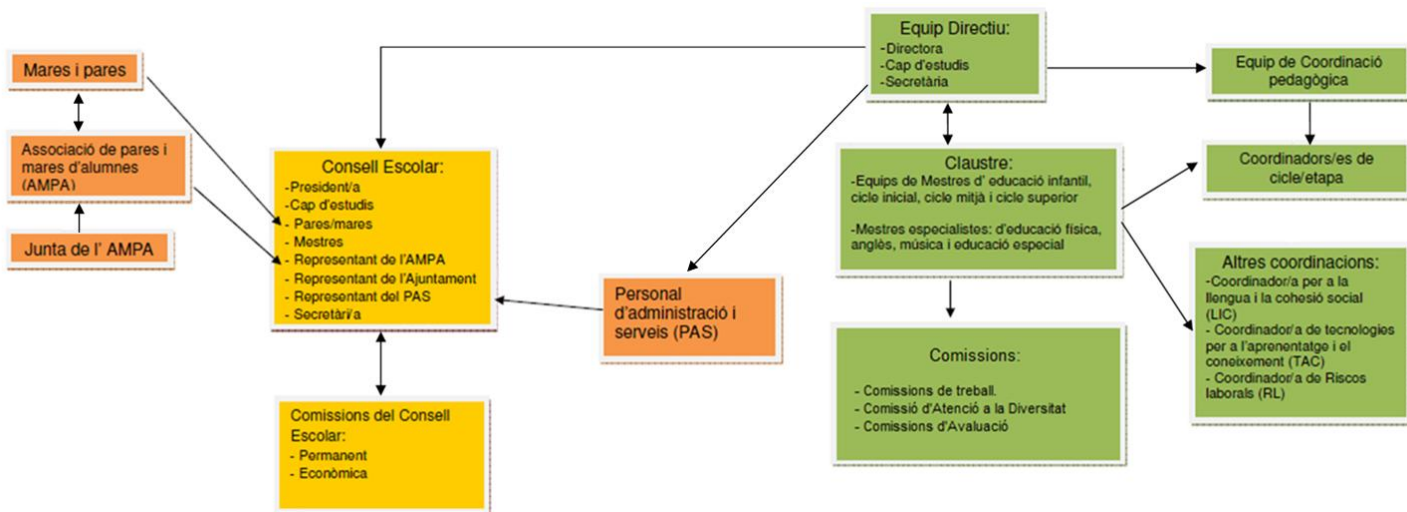 Mares i pares
Associació de pares i
mares d'alumnes
(AMPA)
Junta de l' AMPA
Consell Escolar:
-President/a
-Cap d'estudis
- Pares/mares
- Mestres
- Representant de l'AMPA
- Representant de l'Ajuntament
- Representant del PAS
- Secretàri/a
Comissions del Consell
Escolar:
- Permanent
- Econòmica
Personal
d'administració i
serveis (PAS)
Equip Directiu:
-Directora
- Cap d'estudis
- Secretària
Claustre:
-Equips de Mestres d' educació infantil,
cicle inicial, cicle mitjà i cicle superior
-Mestres especialistes: d'educació física,
anglès, música i educació especial
Comissions:
- Comissions de treball.
- Comissió d'Atenció a la Diversitat
- Comissions d'Avaluació
Equip de Coordinació
pedagògica
Coordinadors/es de
cicle/etapa
Altres coordinacions:
-Coordinador/a per a la
llengua i la cohesió social
(LIC)
- Coordinador/a de tecnologies
per a l'aprenentatge i el
coneixement (TAC)
- Coordinador/a de Riscos
laborals (RL)